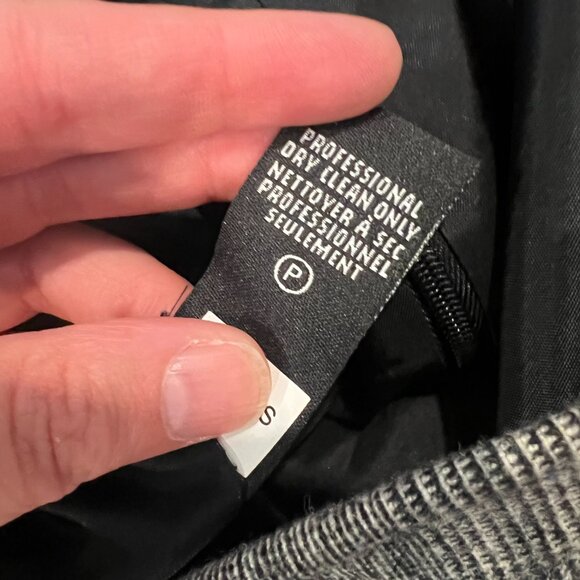 PROFESSIONAL
DRY CLEAN ONLY
NETTOYER À SEC
PROFESSIONNEL
SEULEMENT
P
S